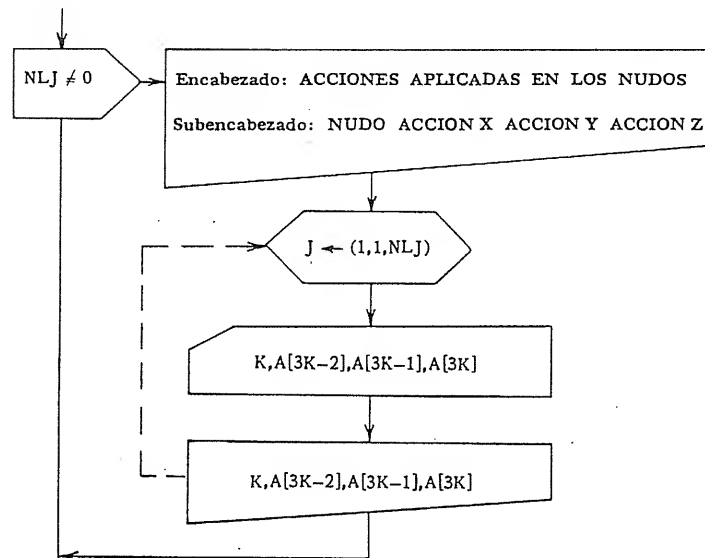 NLJ ≠ 0
Encabezado: ACCIONES APLICADAS EN LOS NUDOS
Subencabezado: NUDO ACCION X ACCION Y ACCION Z
J ← (1,1,NLJ)
K,A[3K−2],A[3K−1],A[3K]
K,A[3K−2],A[3K−1],A[3K]